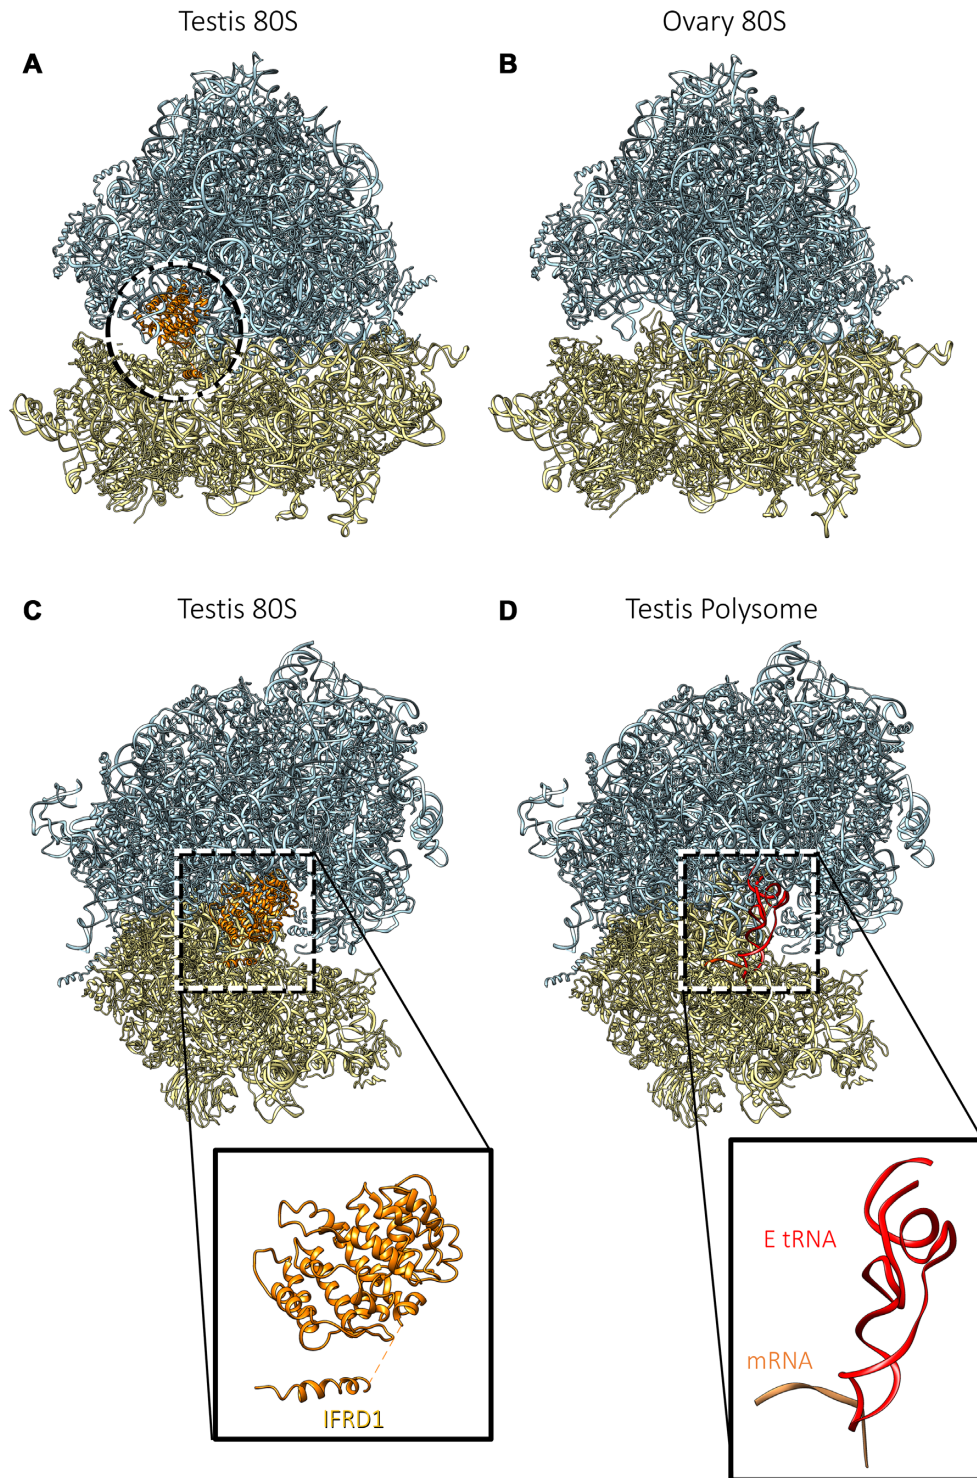 Testis 80S
Ovary 80S
A
B
Testis 80S
Testis Polysome
C
D
IFRD1
E tRNA
mRNA